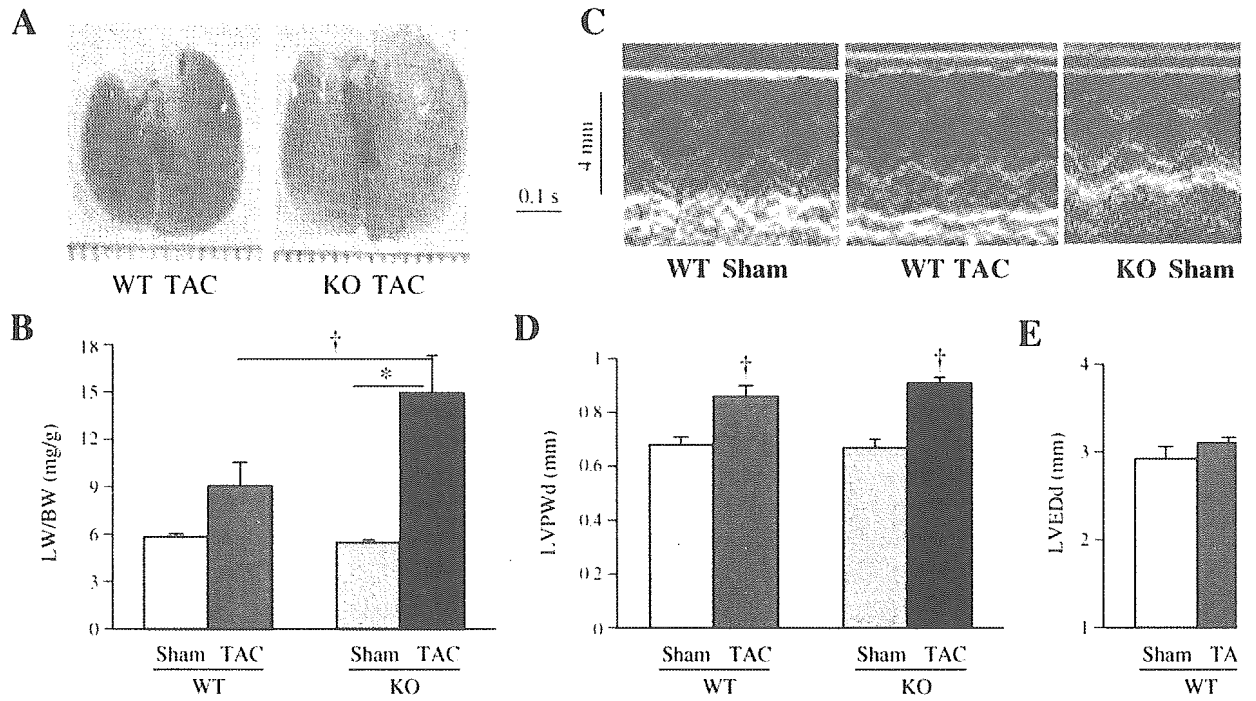 A
WT TAC
KO TAC
0.1 s
C
4 mm
WT Sham
WT TAC
KO Sham
B
LW/BW (mg/g)
18
15
12
9
6
3
0
†
*
Sham TAC
Sham TAC
WT
KO
D
LVPWd (mm)
1
0.8
0.6
0.4
0.2
0
†
†
Sham TAC
Sham TAC
WT
KO
E
LVEDd (mm)
4
3
2
1
Sham TA
WT